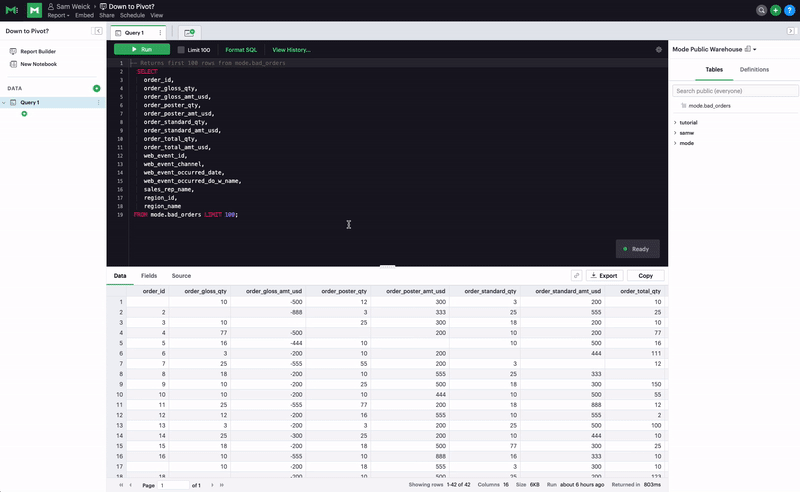 Sam Weick > Down to Pivot?
Report Embed Share Schedule View
Down to Pivot?
Report Builder
New Notebook
DATA
Query 1
Query 1
Run Limit 100 Format SQL View History...
1 -- Returns first 100 rows from mode.bad_orders
2 SELECT
3 order_id,
4 order_gloss_qty,
5 order_gloss_amt_usd,
6 order_poster_qty,
7 order_poster_amt_usd,
8 order_standard_qty,
9 order_standard_amt_usd,
10 order_total_qty,
11 order_total_amt_usd,
12 web_event_id,
13 web_event_channel,
14 web_event_occurred_date,
15 web_event_occurred_do_w_name,
16 sales_rep_name,
17 region_id,
18 region_name
19 FROM mode.bad_orders LIMIT 100;
Ready
Mode Public Warehouse
Tables Definitions
Search public (everyone)
mode.bad_orders
tutorial
samw
mode
Data Fields Source Export Copy
order_id order_gloss_qty order_gloss_amt_usd order_poster_qty order_poster_amt_usd order_standard_qty order_standard_amt_usd order_total_qty
1 10 -500 12 300 3 200 10
2 2 -888 3 333 25 555 25
3 3 10 25 300 18 200 10
4 4 77 -500 200 10 200 77
5 5 16 -444 10 10 500 16
6 6 3 -200 10 200 444 111
7 7 25 -555 55 200 3 12
8 8 18 -200 10 555 25 333
9 9 10 -200 25 500 18 300 150
10 10 10 -200 10 444 10 500 55
11 11 25 -555 77 200 18 888 12
12 12 12 -200 16 555 10 555 2
13 13 3 -200 3 200 25 500 100
14 14 25 -300 25 200 10 444 10
15 15 18 -200 18 500 77 300 25
16 16 10 -555 10 888 16 333 10
17 10 -200 18 555 3 300 10
18 18 -200 10 500 25 200 123
Page 1 of 1 Showing rows 1-42 of 42 Columns 16 Size 6KB Run about 6 hours ago Returned in 803ms